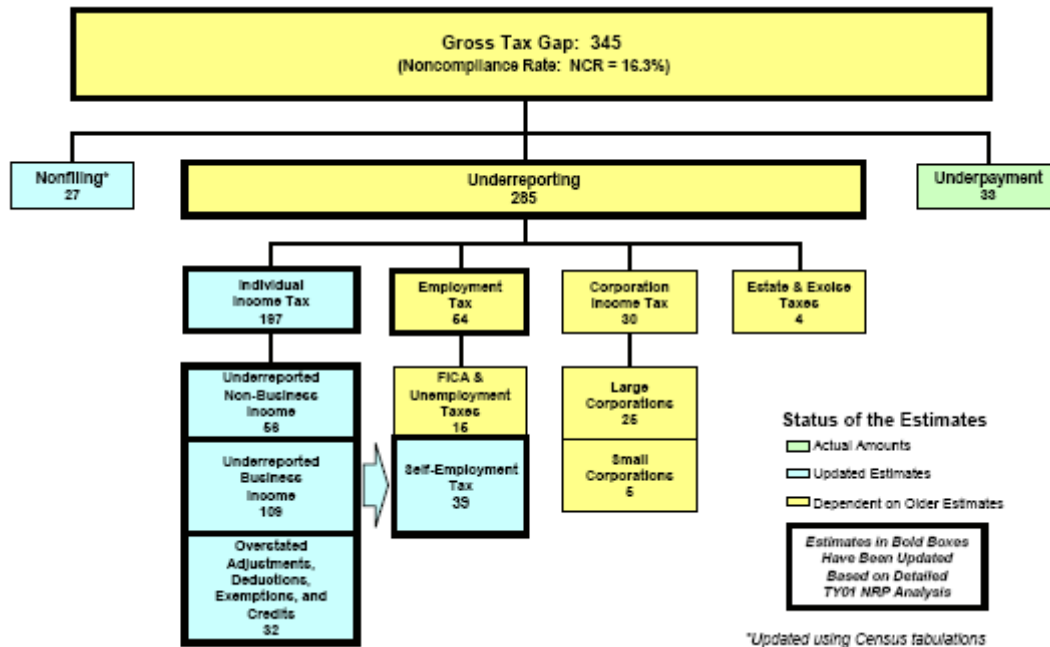 Gross Tax Gap: 345
(Noncompliance Rate: NCR = 16.3%)
Nonfiling*
27
Underreporting
285
Underpayment
33
Individual
Income Tax
197
Employment
Tax
54
Corporation
Income Tax
30
Estate & Excise
Taxes
4
Underreported
Non-Business
Income
56
Underreported
Business
Income
109
Overstated
Adjustments,
Deductions,
Exemptions, and
Credits
32
FICA &
Unemployment
Taxes
15
Self-Employment
Tax
39
Large
Corporations
25
Small
Corporations
5
Status of the Estimates
Actual Amounts
Updated Estimates
Dependent on Older Estimates
Estimates in Bold Boxes
Have Been Updated
Based on Detailed
TY01 NRP Analysis
*Updated using Census tabulations